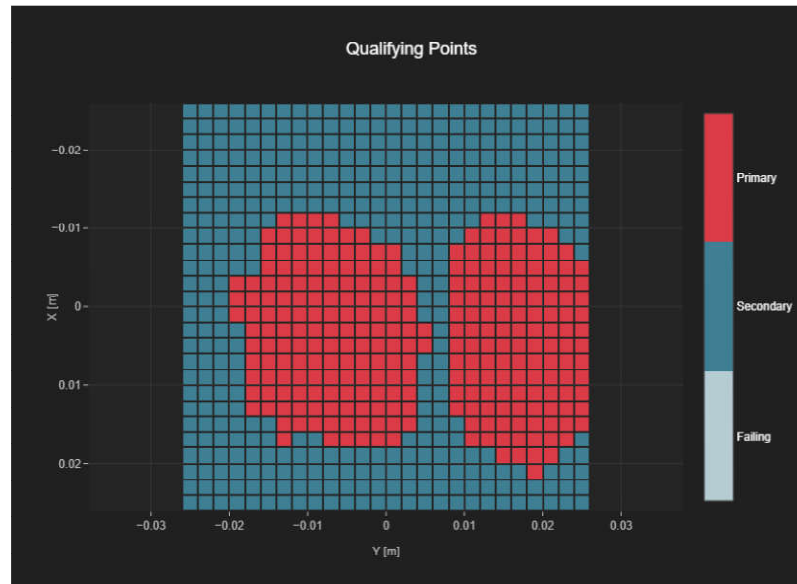 Qualifying Points
−0.02
−0.01
0
0.01
0.02
X [m]
−0.03
−0.02
−0.01
0
0.01
0.02
0.03
Y [m]
Primary
Secondary
Failing